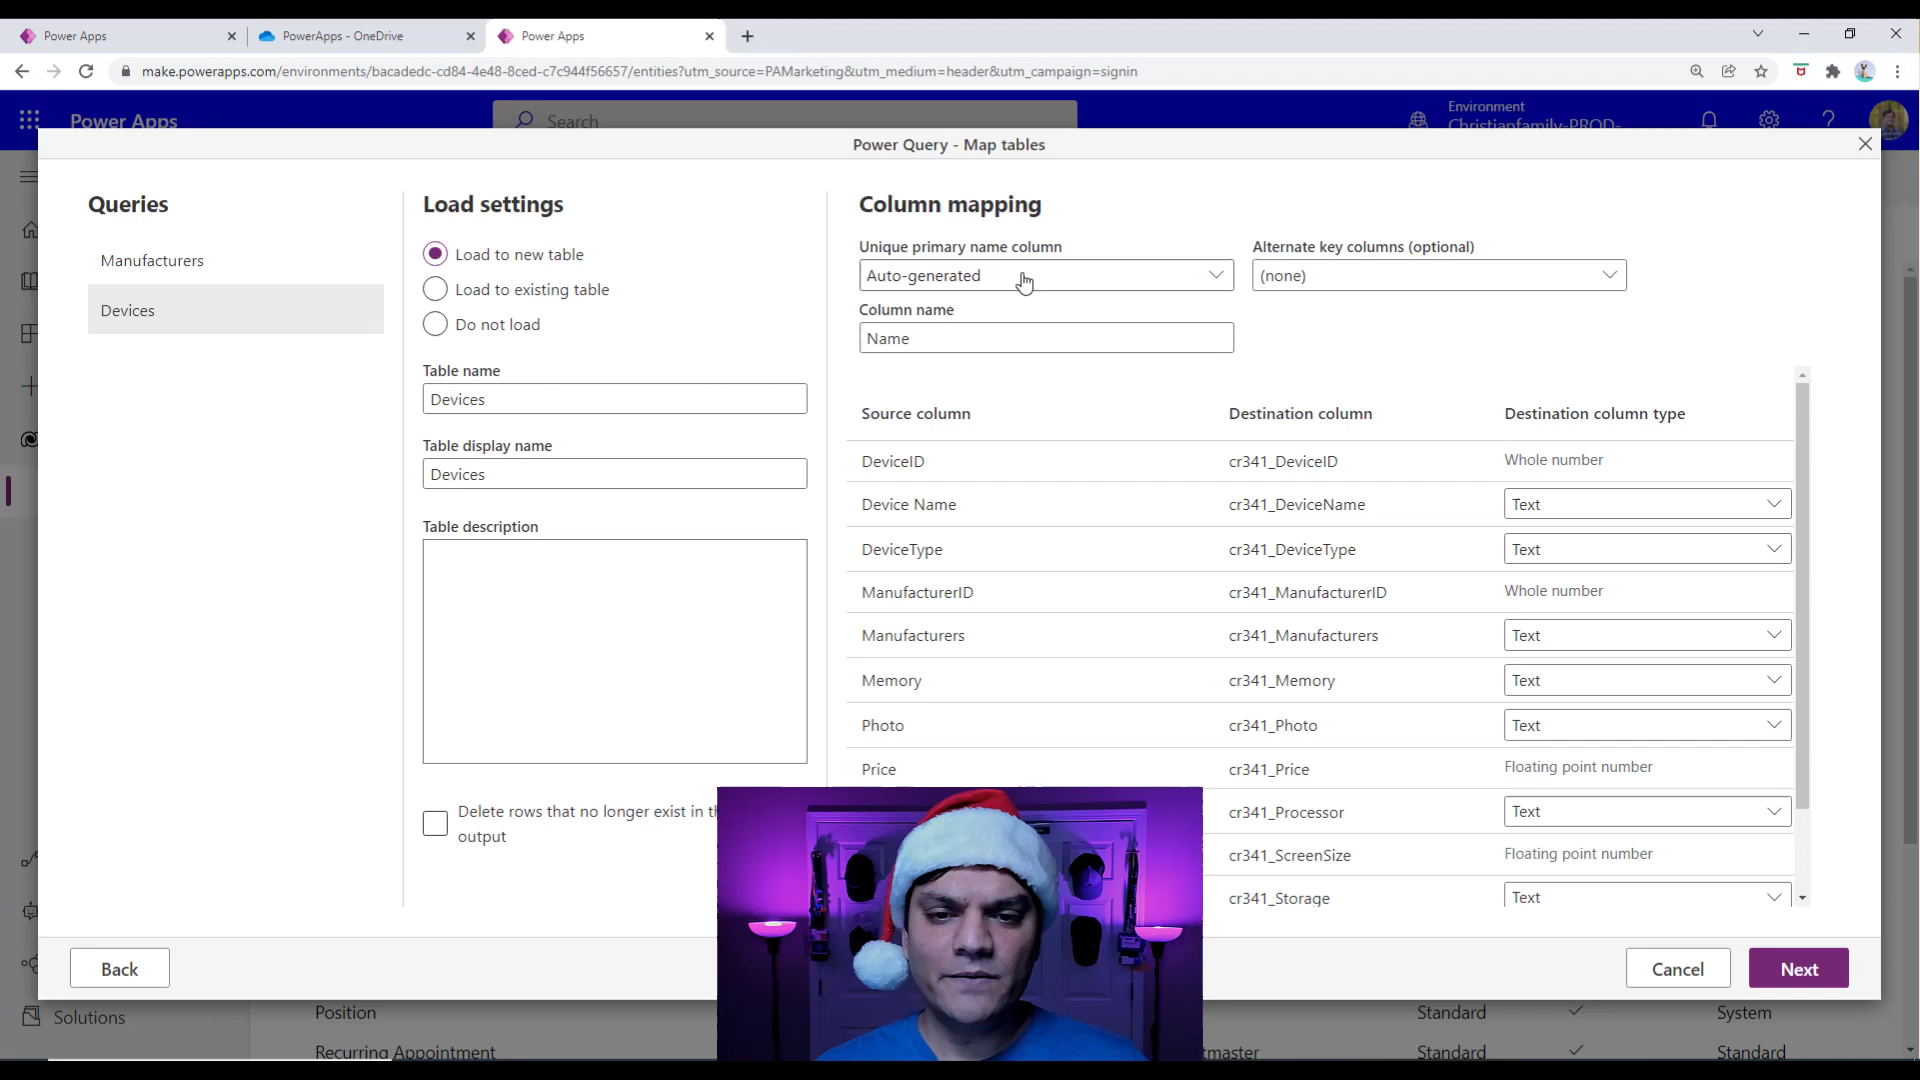 Power Apps
PowerApps - OneDrive
Power Apps
make.powerapps.com/environments/bacadedc-cd84-4e48-8ced-c7c944f56657/entities?utm_source=PAMarketing&utm_medium=header&utm_campaign=signin
Power Apps
Search
Environment
Christianfamily-PROD-
Power Query - Map tables
Queries
Manufacturers
Devices
Load settings
Load to new table
Load to existing table
Do not load
Table name
Devices
Table display name
Devices
Table description
Delete rows that no longer exist in th
output
Column mapping
Unique primary name column
Auto-generated
Alternate key columns (optional)
(none)
Column name
Name
Source column Destination column Destination column type
DeviceID cr341_DeviceID Whole number
Device Name cr341_DeviceName Text
DeviceType cr341_DeviceType Text
ManufacturerID cr341_ManufacturerID Whole number
Manufacturers cr341_Manufacturers Text
Memory cr341_Memory Text
Photo cr341_Photo Text
Price cr341_Price Floating point number
cr341_Processor Text
cr341_ScreenSize Floating point number
cr341_Storage Text
Back
Cancel
Next
Solutions
Position Standard System
Recurring Appointment tmaster Standard Standard